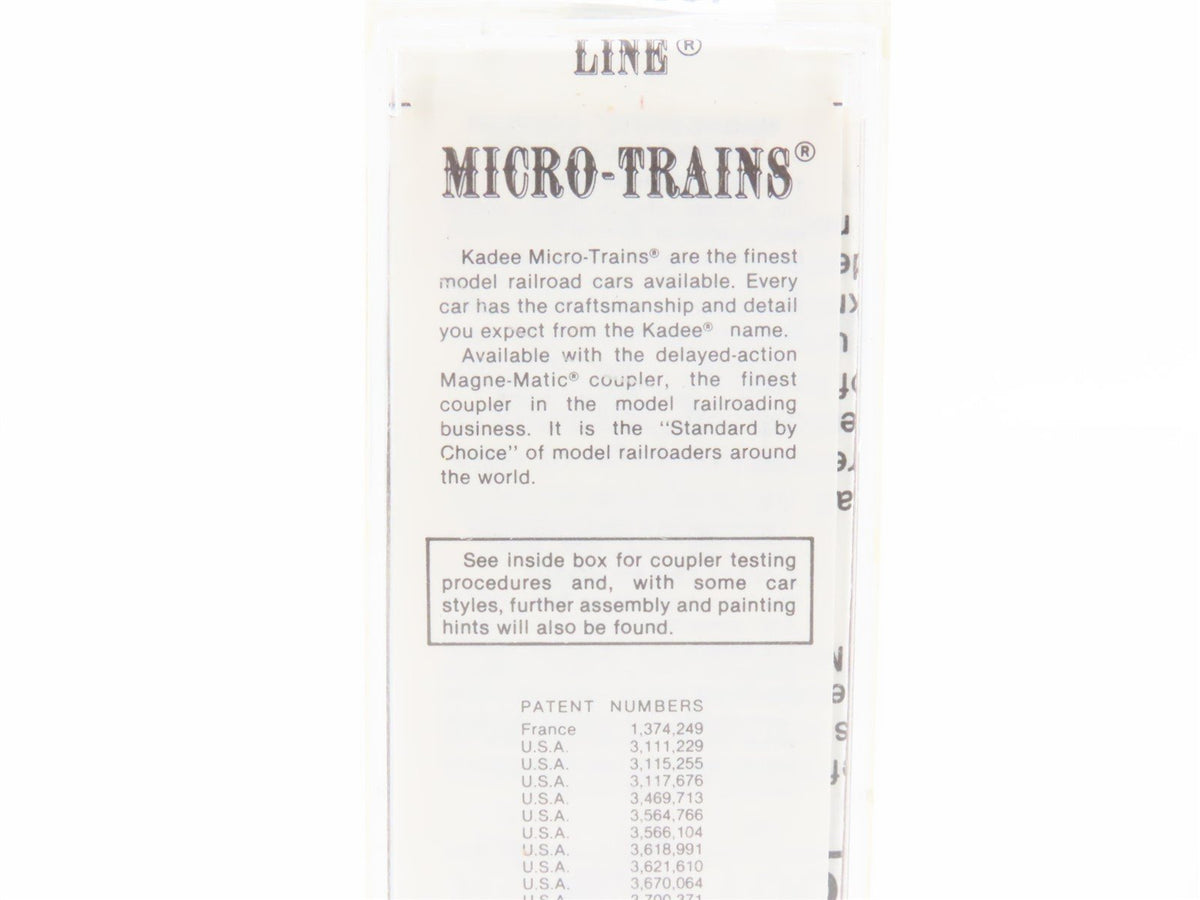 LINE®
MICRO-TRAINS®
Kadee Micro-Trains® are the finest
model railroad cars available. Every
car has the craftsmanship and detail
you expect from the Kadee® name.
Available with the delayed-action
Magne-Matic® coupler, the finest
coupler in the model railroading
business. It is the "Standard by
Choice" of model railroaders around
the world.
See inside box for coupler testing
procedures and, with some car
styles, further assembly and painting
hints will also be found.
PATENT NUMBERS
France 1,374,249
U.S.A. 3,111,229
U.S.A. 3,115,255
U.S.A. 3,117,676
U.S.A. 3,469,713
U.S.A. 3,564,766
U.S.A. 3,566,104
U.S.A. 3,618,991
U.S.A. 3,621,610
U.S.A. 3,670,064
U.S.A. 3,700,371